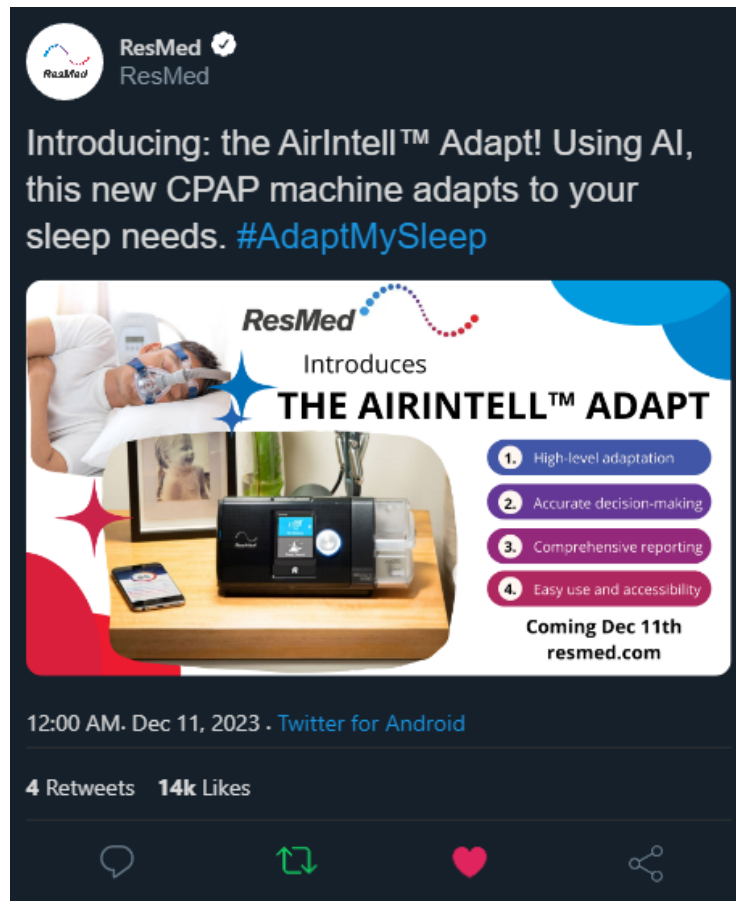 ResMed
ResMed
ResMed
Introducing: the AirIntell™ Adapt! Using AI,
this new CPAP machine adapts to your
sleep needs. #AdaptMySleep
ResMed
Introduces
THE AIRINTELL™ ADAPT
1. High-level adaptation
2. Accurate decision-making
3. Comprehensive reporting
4. Easy use and accessibility
Coming Dec 11th
resmed.com
ResMed
12:00 AM. Dec 11, 2023 . Twitter for Android
4 Retweets 14k Likes